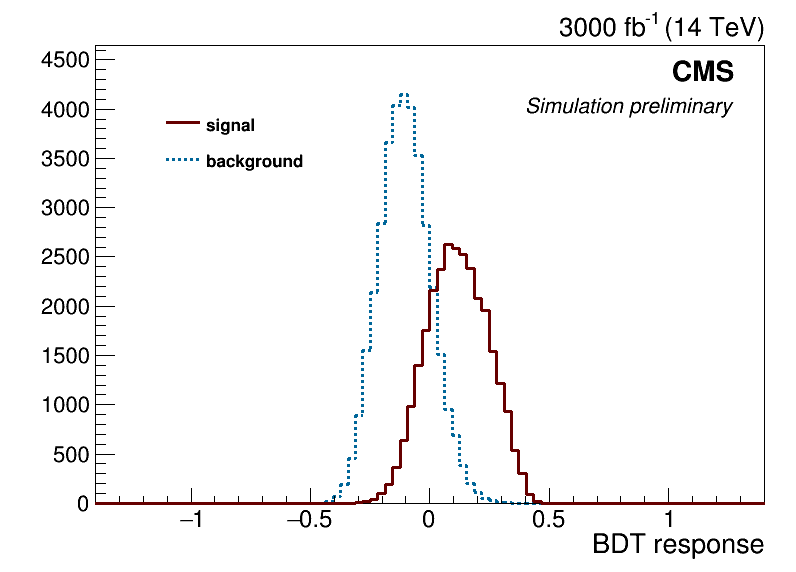 3000 fb⁻¹ (14 TeV)
CMS
Simulation preliminary
signal
background
4500
4000
3500
3000
2500
2000
1500
1000
500
0
−1 −0.5 0 0.5 1
BDT response